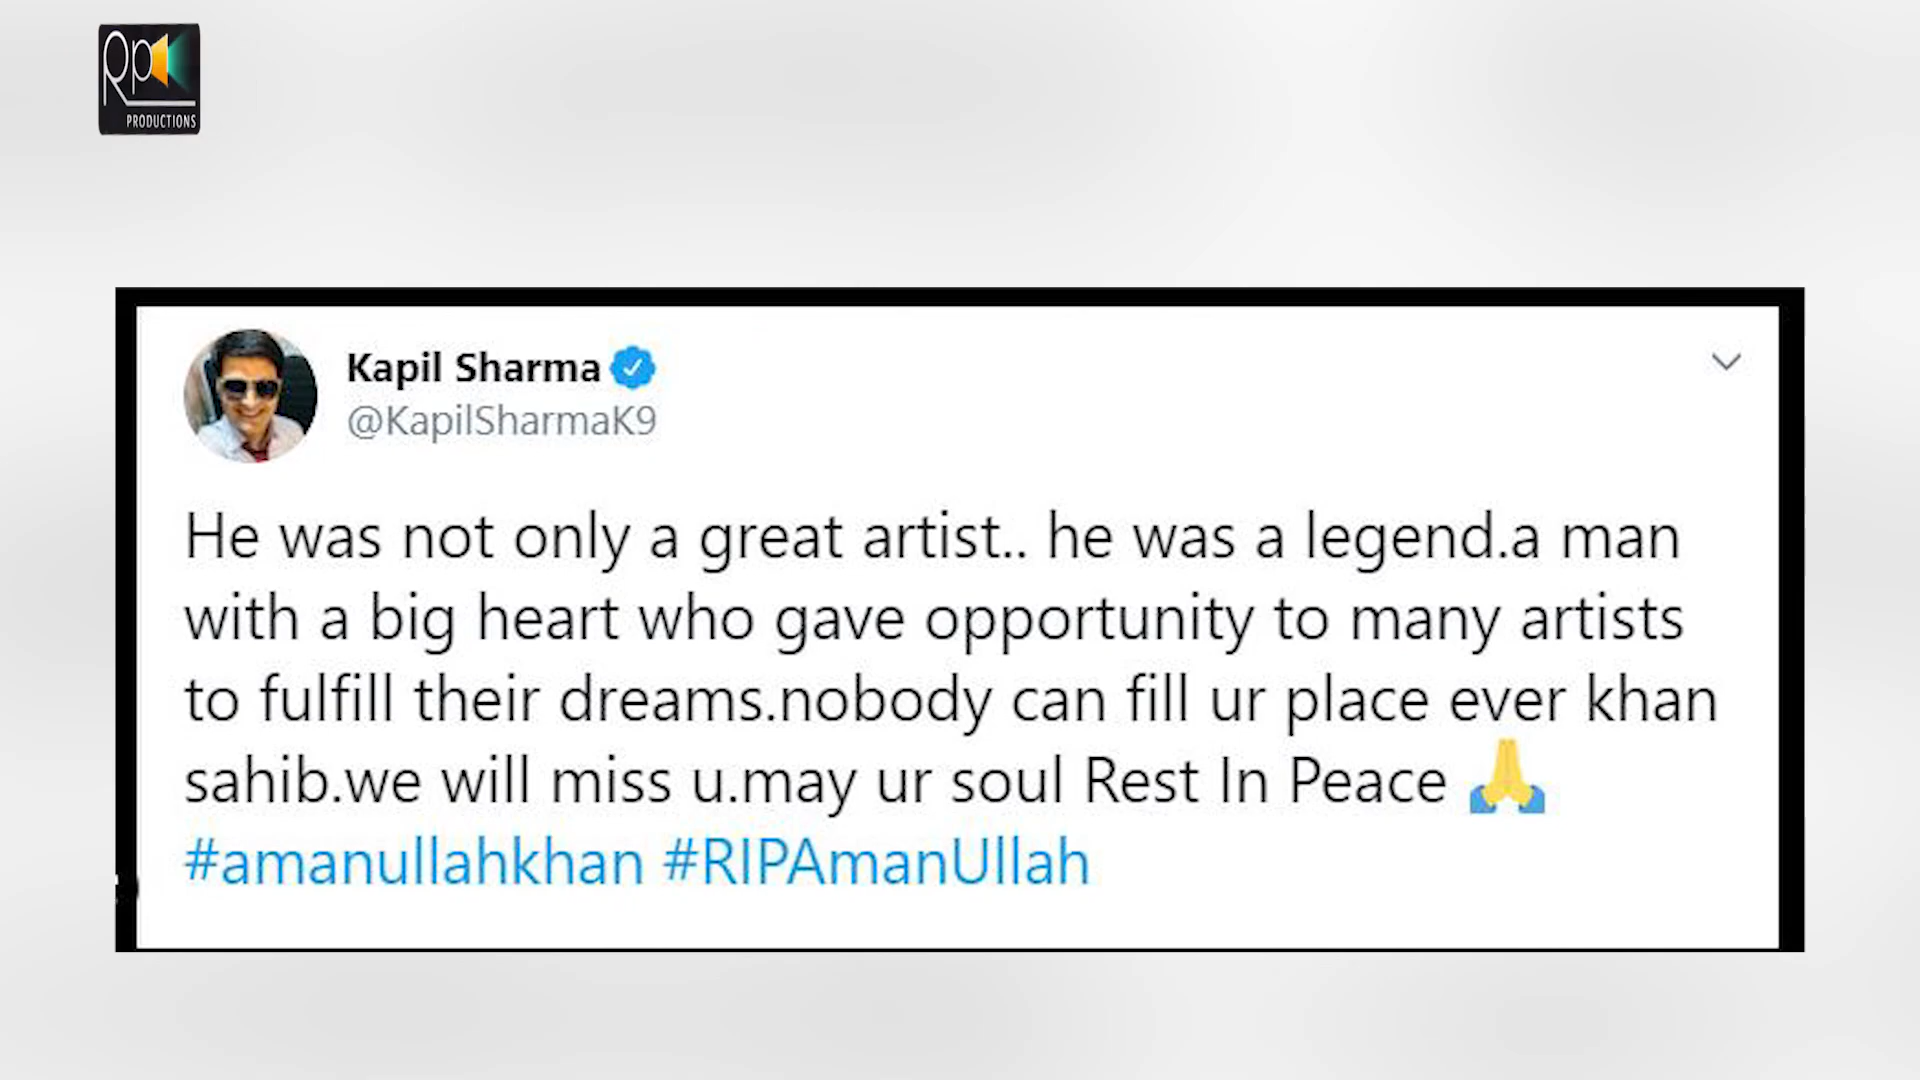 Rp
PRODUCTIONS
Kapil Sharma
@KapilSharmaK9
He was not only a great artist.. he was a legend.a man
with a big heart who gave opportunity to many artists
to fulfill their dreams.nobody can fill ur place ever khan
sahib.we will miss u.may ur soul Rest In Peace 🙏
#amanullahkhan #RIPAmanUllah